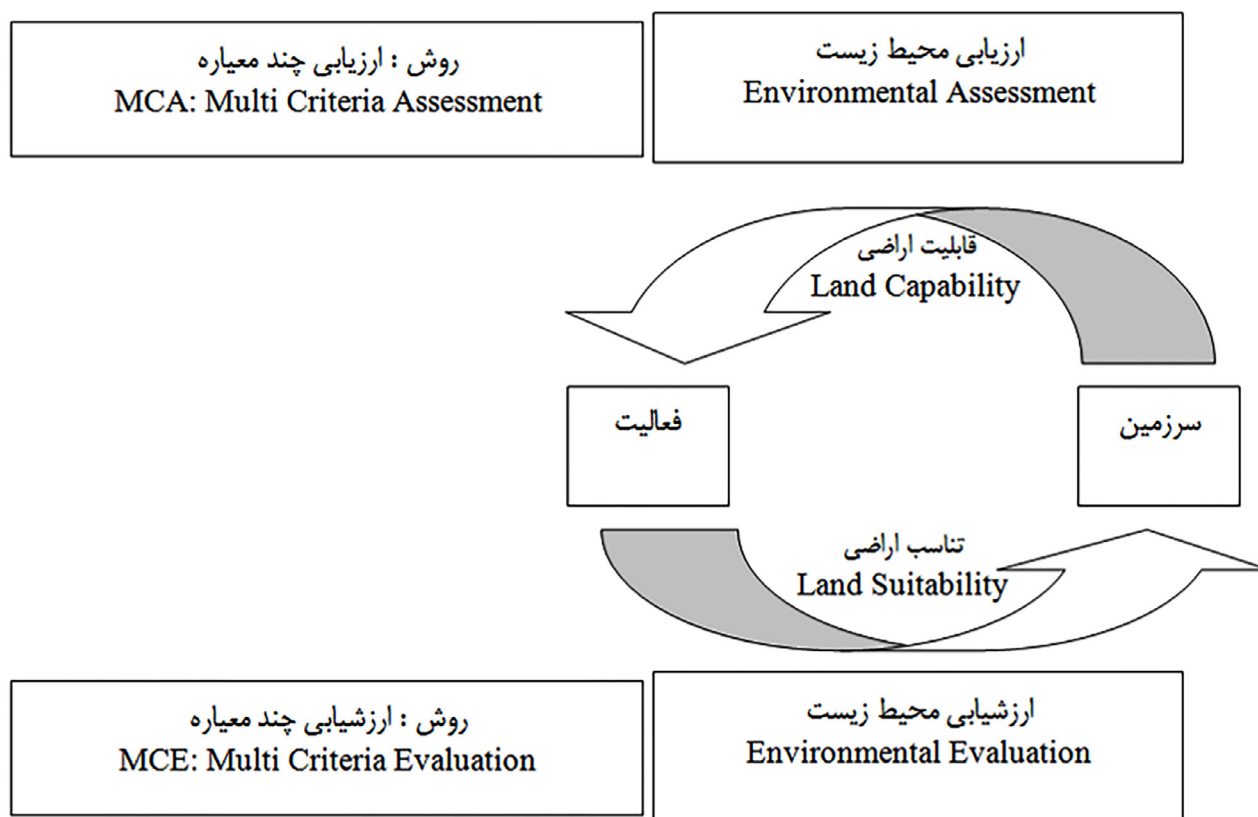 ارزیابی محیط زیست
Environmental Assessment
روش : ارزیابی چند معیاره
MCA: Multi Criteria Assessment
قابلیت اراضی
Land Capability
سرزمین
فعالیت
تناسب اراضی
Land Suitability
ارزشیابی محیط زیست
Environmental Evaluation
روش : ارزشیابی چند معیاره
MCE: Multi Criteria Evaluation